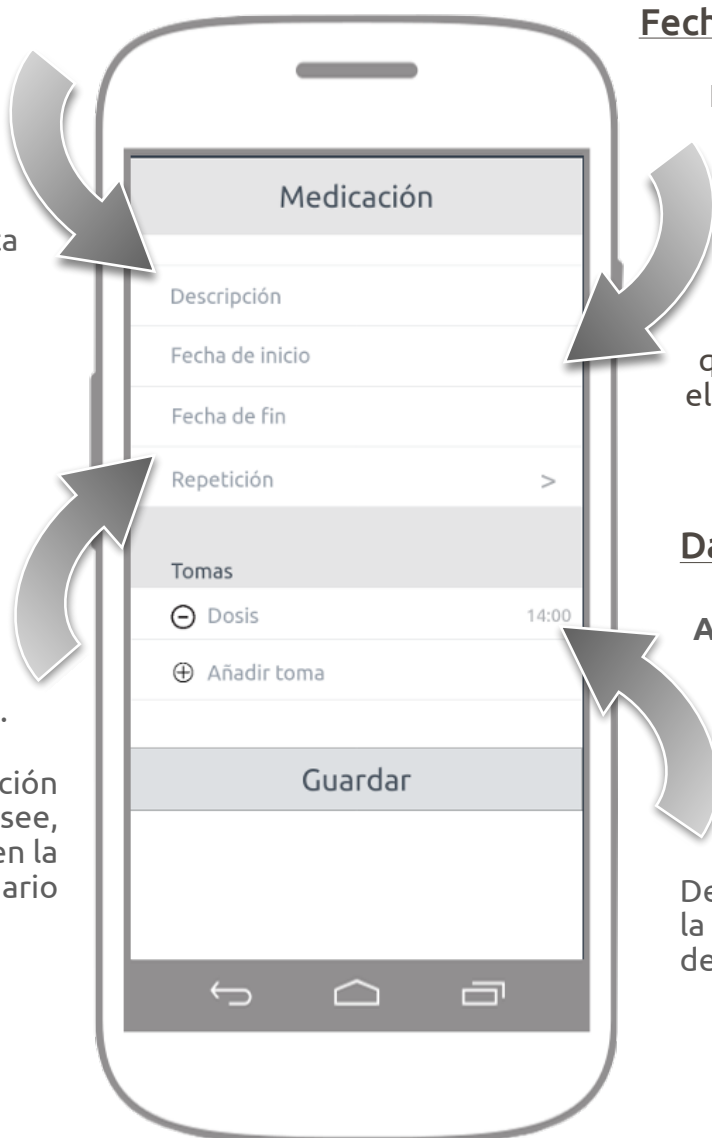 Fech
ta
q
el
Medicación
Descripción
Fecha de inicio
Fecha de fin
Repetición >
Tomas
Dosis 14:00
Añadir toma
Guardar
.
ción
see,
en la
ario
Da
A
De
la
de